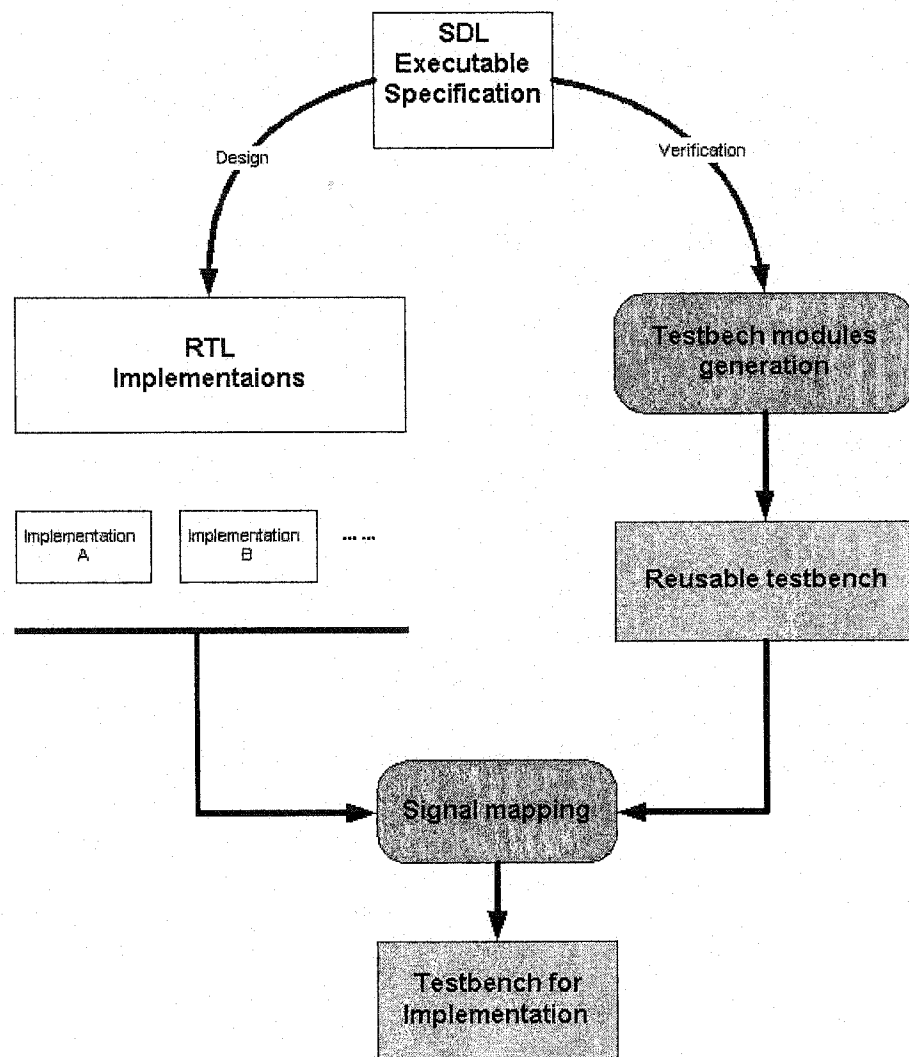 SDL
Executable
Specification
Design
Verification
RTL
Implementaions
Testbech modules
generation
Implementation
A
Implementation
B
... ...
Reusable testbench
Signal mapping
Testbench for
Implementation